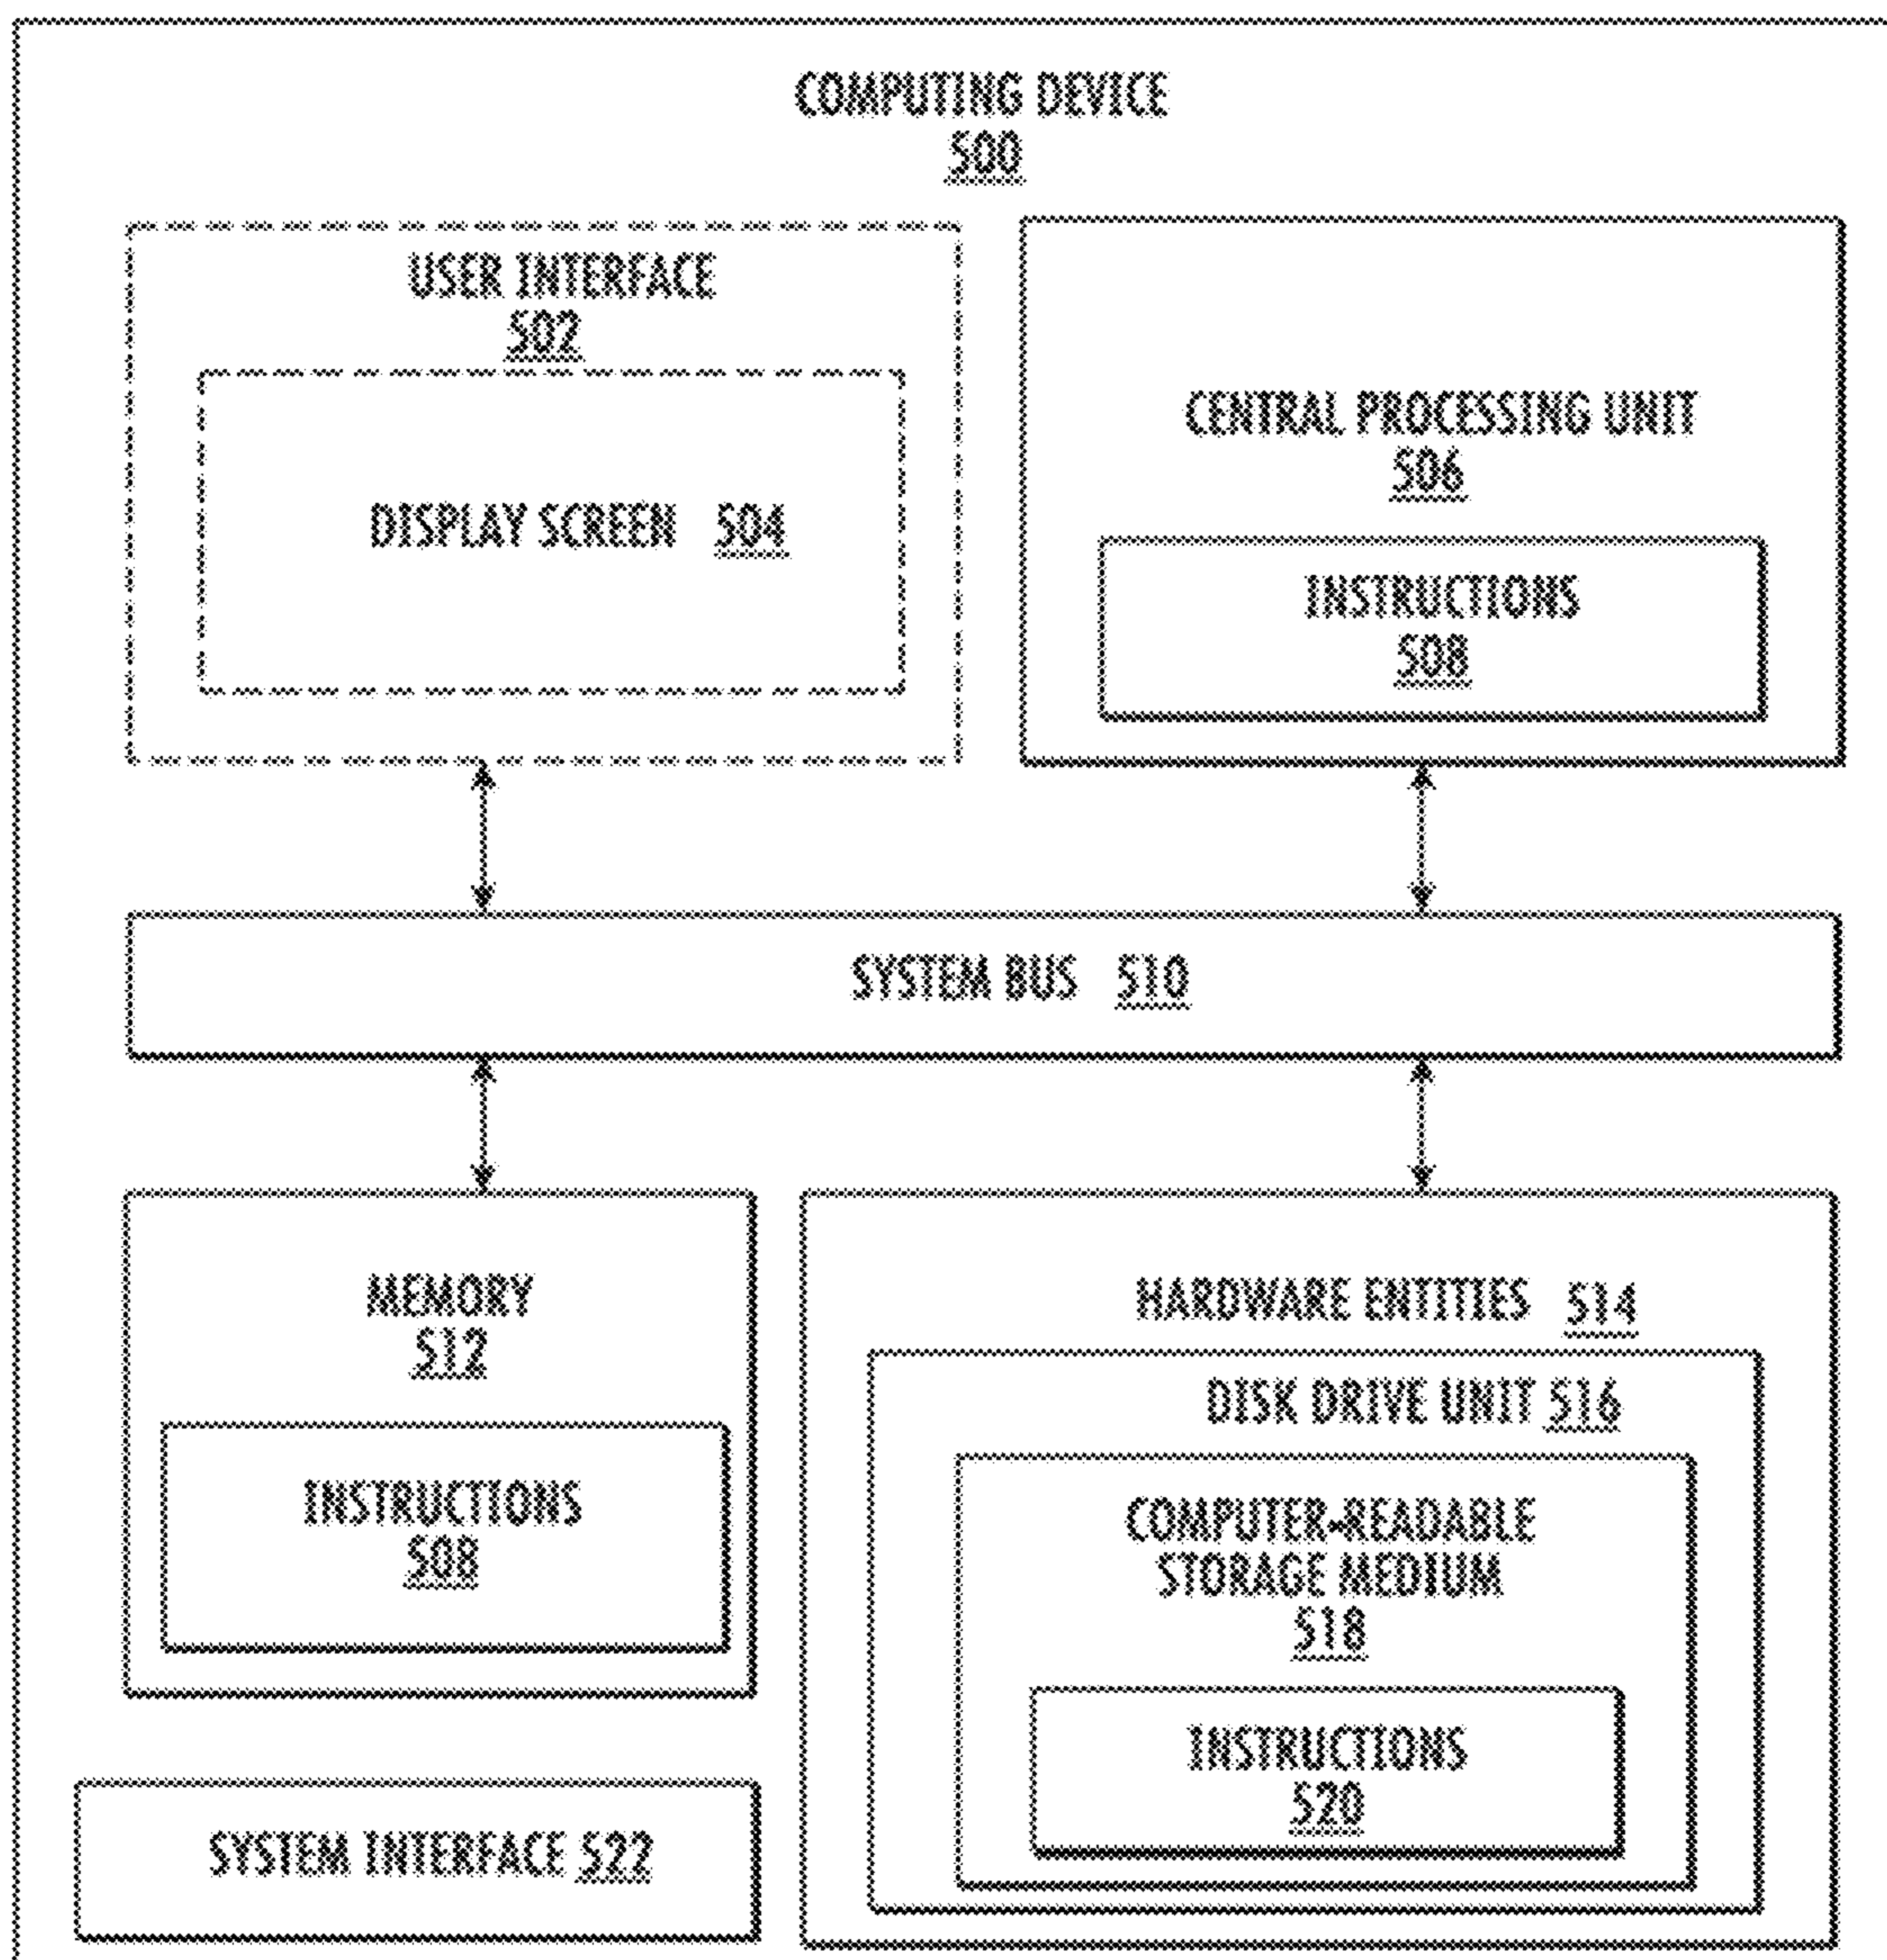 COMPUTING DEVICE
500
USER INTERFACE
502
DISPLAY SCREEN 504
CENTRAL PROCESSING UNIT
506
INSTRUCTIONS
508
SYSTEM BUS 510
MEMORY
512
INSTRUCTIONS
508
HARDWARE ENTITIES 514
DISK DRIVE UNIT 516
COMPUTER-READABLE
STORAGE MEDIUM
518
INSTRUCTIONS
520
SYSTEM INTERFACE 522